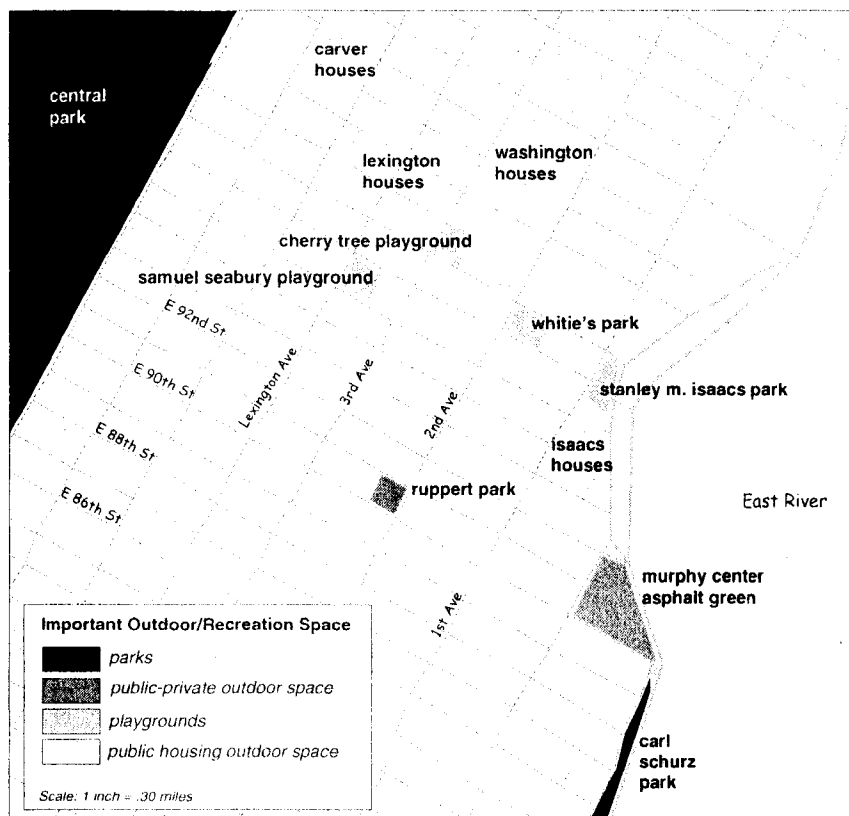 carver
houses
central
park
lexington
houses
washington
houses
cherry tree playground
samuel seabury playground
E 92nd St
whitie's park
E 90th St
Lexington Ave
3rd Ave
2nd Ave
stanley m. isaacs park
E 88th St
isaacs
houses
E 86th St
ruppert park
East River
murphy center
asphalt green
1st Ave
Important Outdoor/Recreation Space
parks
public-private outdoor space
playgrounds
public housing outdoor space
Scale: 1 inch = .30 miles
carl
schurz
park